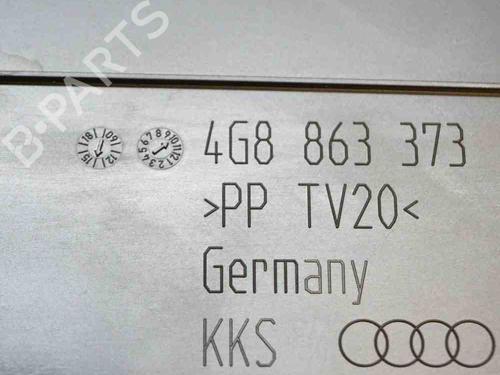 B-PARTS
4G8 863 373
>PP TV20<
Germany
KKS